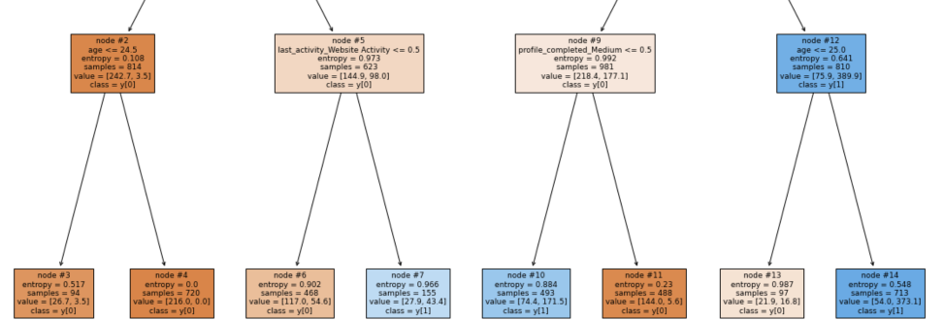 node #2
age <= 24.5
entropy = 0.108
samples = 814
value = [242.7, 3.5]
class = y[0]
node #5
last_activity_Website Activity <= 0.5
entropy = 0.973
samples = 623
value = [144.9, 98.0]
class = y[0]
node #9
profile_completed_Medium <= 0.5
entropy = 0.992
samples = 981
value = [218.4, 177.1]
class = y[0]
node #12
age <= 25.0
entropy = 0.641
samples = 810
value = [75.9, 389.9]
class = y[1]
node #3
entropy = 0.517
samples = 94
value = [26.7, 3.5]
class = y[0]
node #4
entropy = 0.0
samples = 720
value = [216.0, 0.0]
class = y[0]
node #6
entropy = 0.902
samples = 468
value = [117.0, 54.6]
class = y[0]
node #7
entropy = 0.966
samples = 155
value = [27.9, 43.4]
class = y[1]
node #10
entropy = 0.884
samples = 493
value = [74.4, 171.5]
class = y[1]
node #11
entropy = 0.23
samples = 488
value = [144.0, 5.6]
class = y[0]
node #13
entropy = 0.987
samples = 97
value = [21.9, 16.8]
class = y[0]
node #14
entropy = 0.548
samples = 713
value = [54.0, 373.1]
class = y[1]